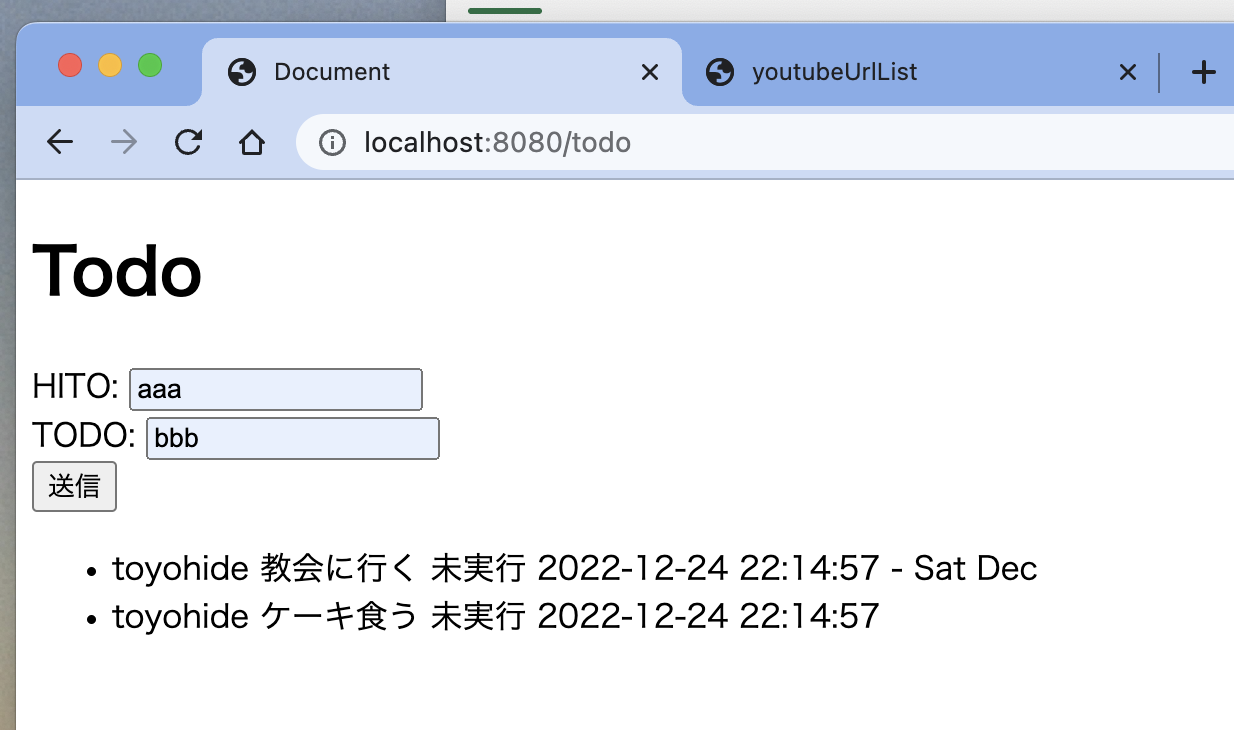 Document
youtubeUrlList
localhost:8080/todo
Todo
HITO: aaa
TODO: bbb
送信
• toyohide 教会に行く 未実行 2022-12-24 22:14:57 - Sat Dec
• toyohide ケーキ食う 未実行 2022-12-24 22:14:57